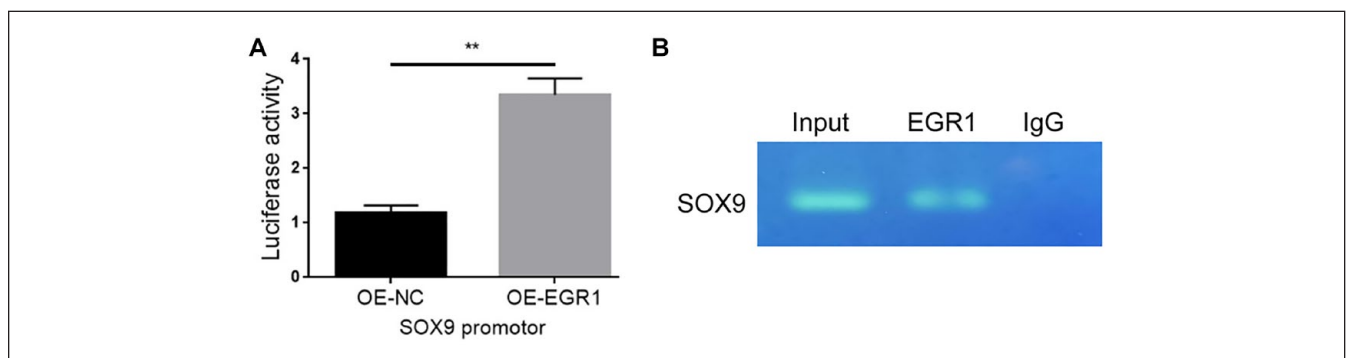 A
**
Luciferase activity
4
3
2
1
0
OE-NC OE-EGR1
SOX9 promotor
B
Input EGR1 IgG
SOX9